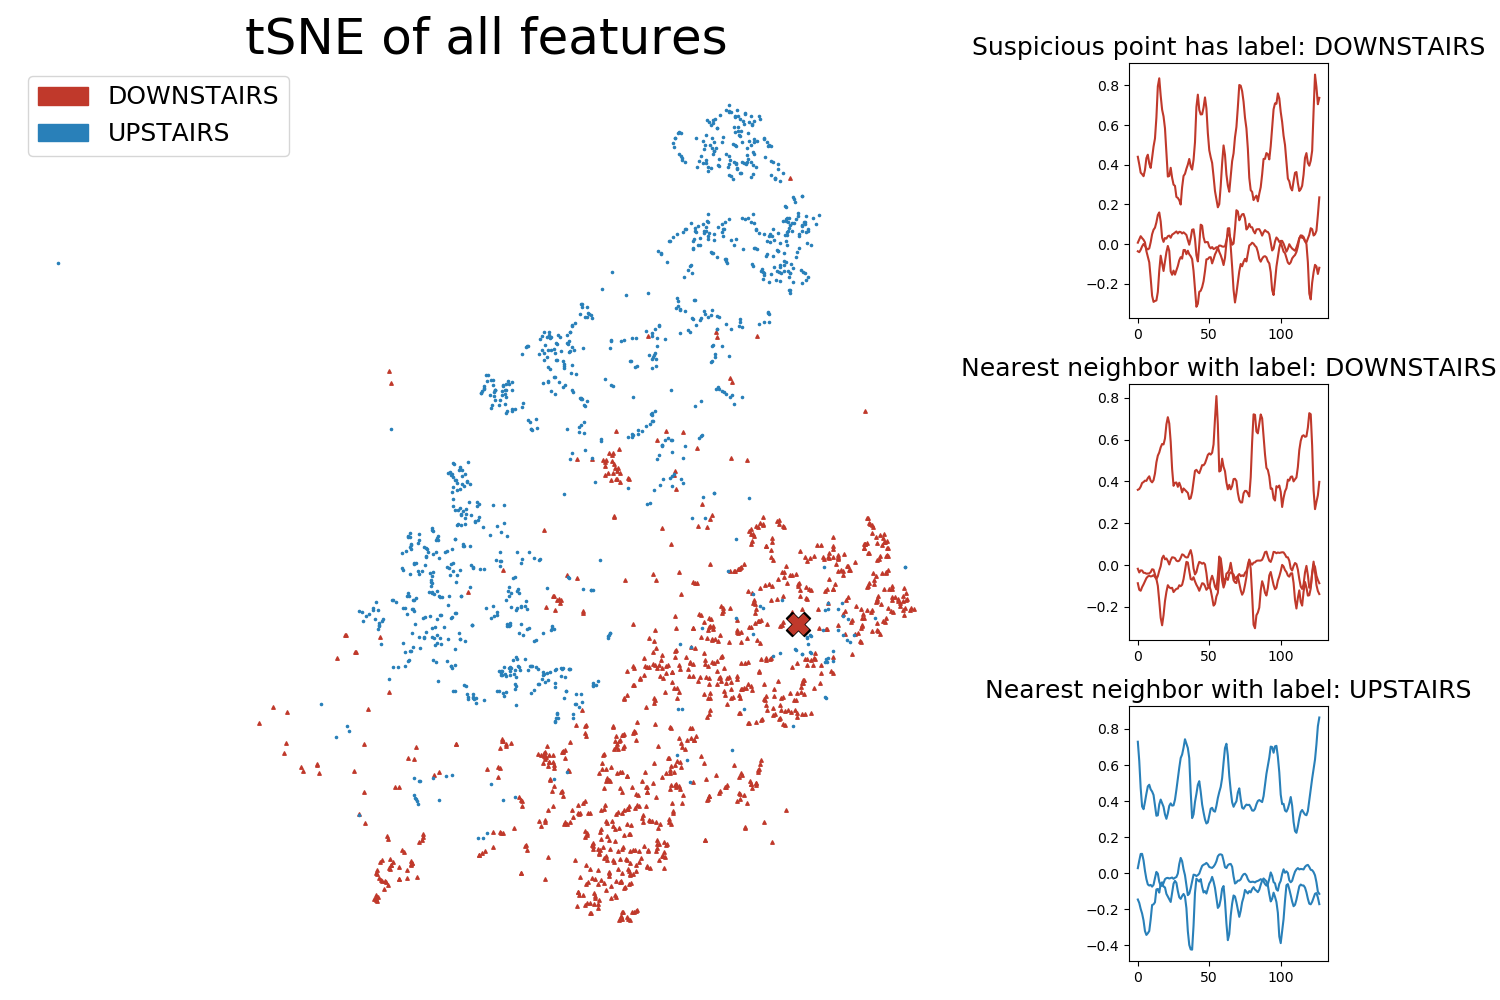 tSNE of all features
DOWNSTAIRS
UPSTAIRS
Suspicious point has label: DOWNSTAIRS
0.8
0.6
0.4
0.2
0.0
−0.2
0 50 100
Nearest neighbor with label: DOWNSTAIRS
0.8
0.6
0.4
0.2
0.0
−0.2
0 50 100
Nearest neighbor with label: UPSTAIRS
0.8
0.6
0.4
0.2
0.0
−0.2
−0.4
0 50 100